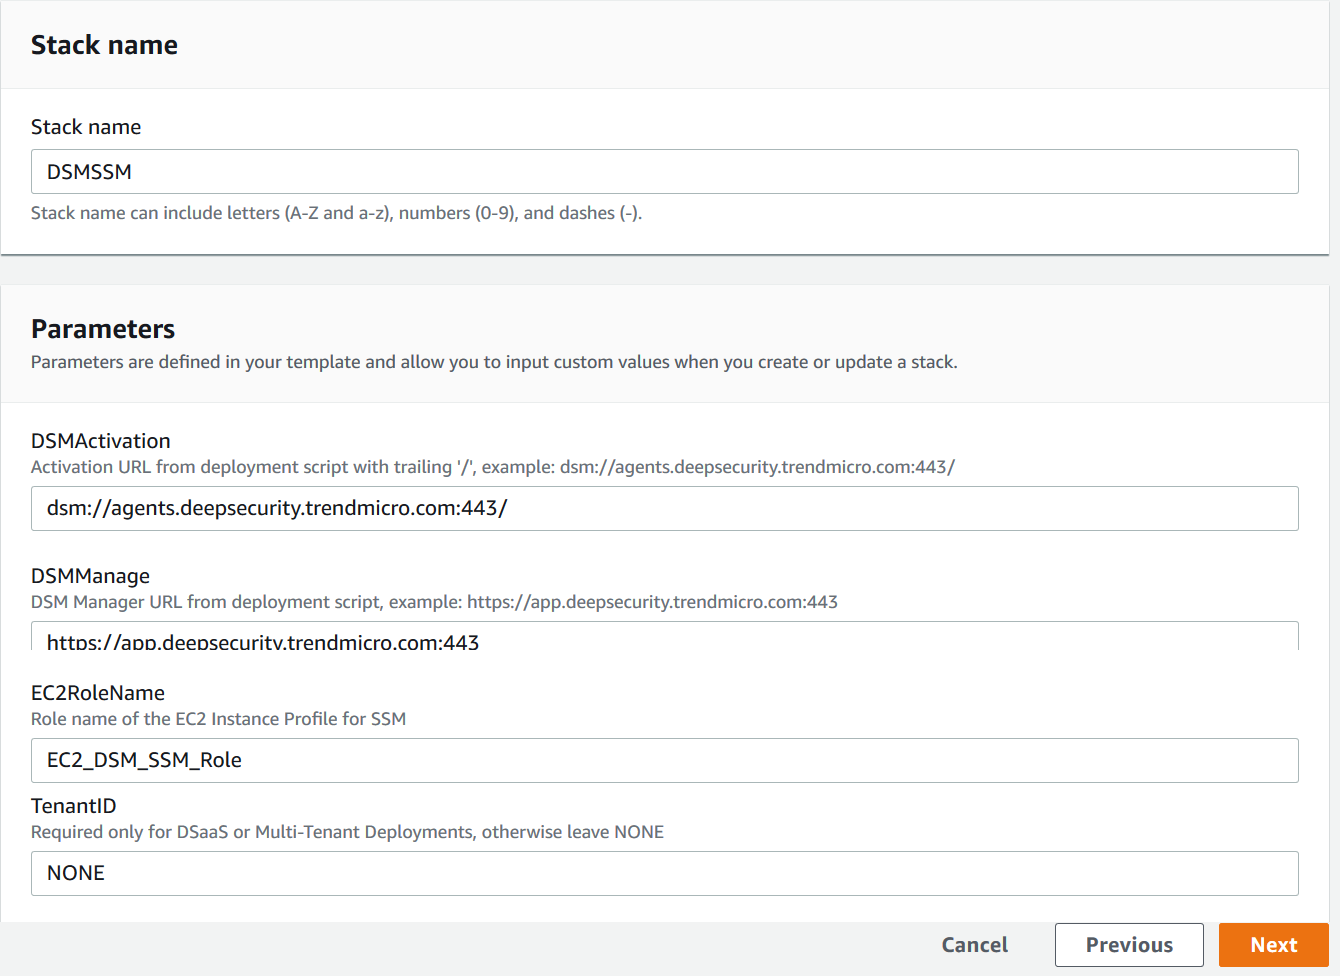 Stack name
Stack name
DSMSSM
Stack name can include letters (A-Z and a-z), numbers (0-9), and dashes (-).
Parameters
Parameters are defined in your template and allow you to input custom values when you create or update a stack.
DSMActivation
Activation URL from deployment script with trailing '/', example: dsm://agents.deepsecurity.trendmicro.com:443/
dsm://agents.deepsecurity.trendmicro.com:443/
DSMManage
DSM Manager URL from deployment script, example: https://app.deepsecurity.trendmicro.com:443
https://app.deepsecurity.trendmicro.com:443
EC2RoleName
Role name of the EC2 Instance Profile for SSM
EC2_DSM_SSM_Role
TenantID
Required only for DSaaS or Multi-Tenant Deployments, otherwise leave NONE
NONE
Cancel Previous Next